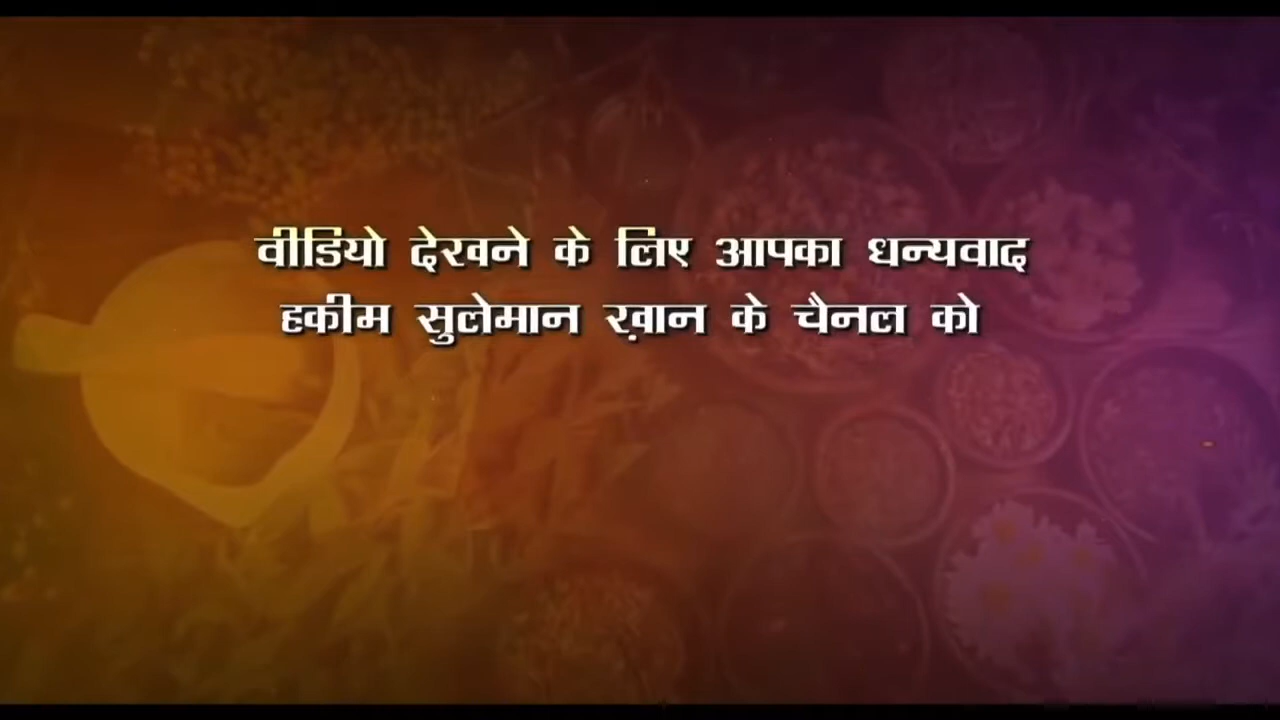 वीडियो देखने के लिए आपका धन्यवाद
हकीम सुलेमान ख़ान के चैनल को